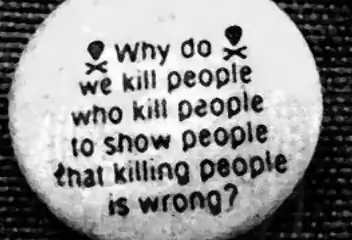 Why do
we kill people
who kill people
to show people
that killing people
is wrong?